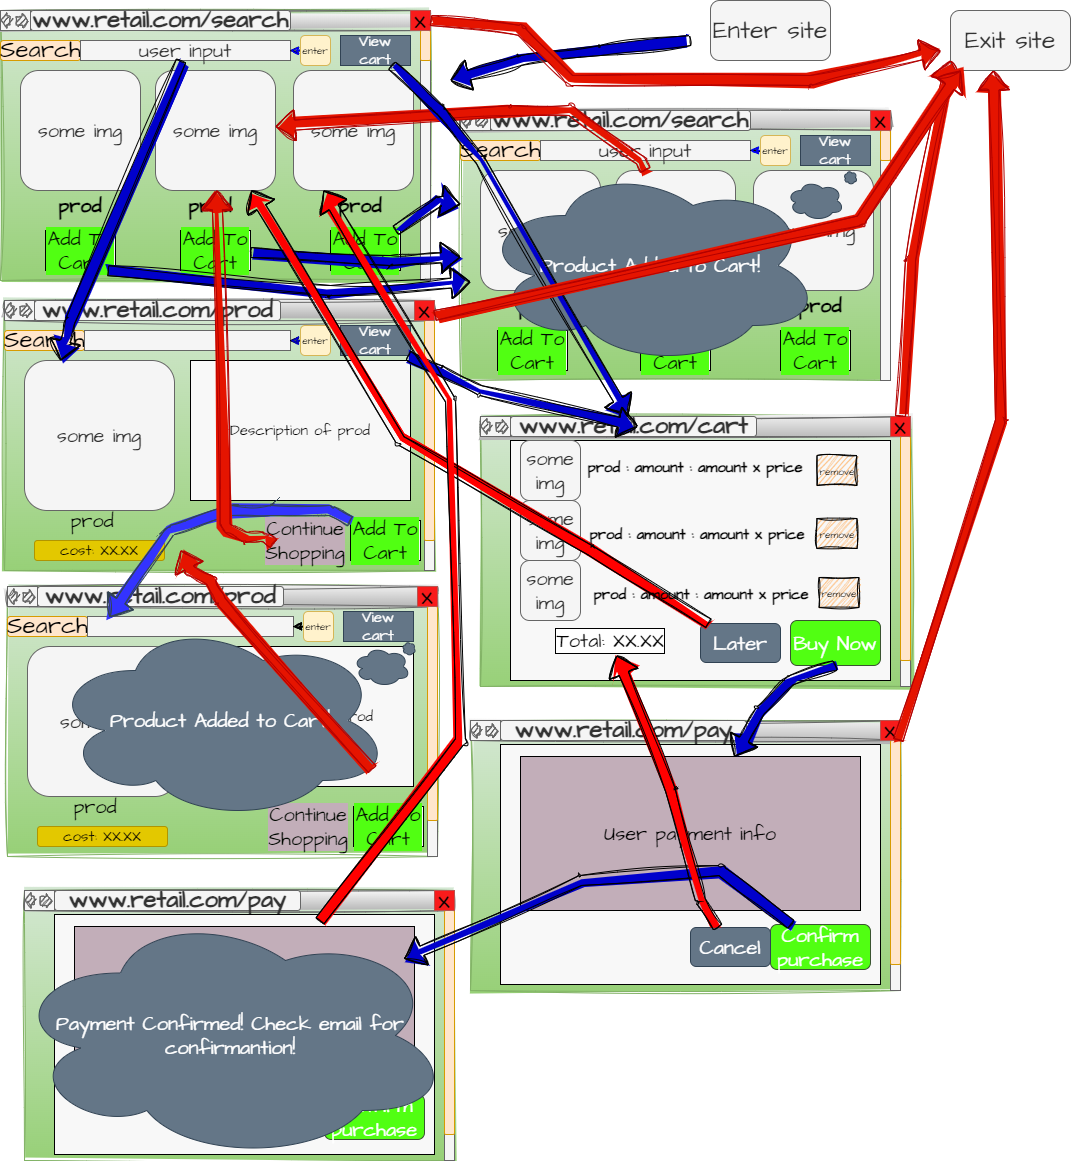 www.retail.com/search
X
Enter site
Exit site
Search
user input
enter
View
cart
some img
some img
some img
prod
prod
prod
Add To
Cart
Add To
Cart
Add To
Cart
www.retail.com/search
X
Search
user input
enter
View
cart
Product Added to Cart!
prod
Add To
Cart
Add To
Cart
Cart
www.retail.com/prod
X
Search
enter
View
cart
some img
Description of prod
prod
cost: XX.XX
Continue
Shopping
Add To
Cart
www.retail.com/cart
X
some
img
prod : amount : amount x price
remove
some
img
prod : amount : amount x price
remove
some
img
prod : amount : amount x price
remove
Total: XX.XX
Later
Buy Now
www.retail.com/prod
X
Search
enter
View
cart
Product Added to Cart!
prod
prod
cost: XX.XX
Continue
Shopping
Add To
Cart
www.retail.com/pay
X
User payment info
Cancel
Confirm
purchase
www.retail.com/pay
X
Payment Confirmed! Check email for
confirmantion!
Confirm
purchase